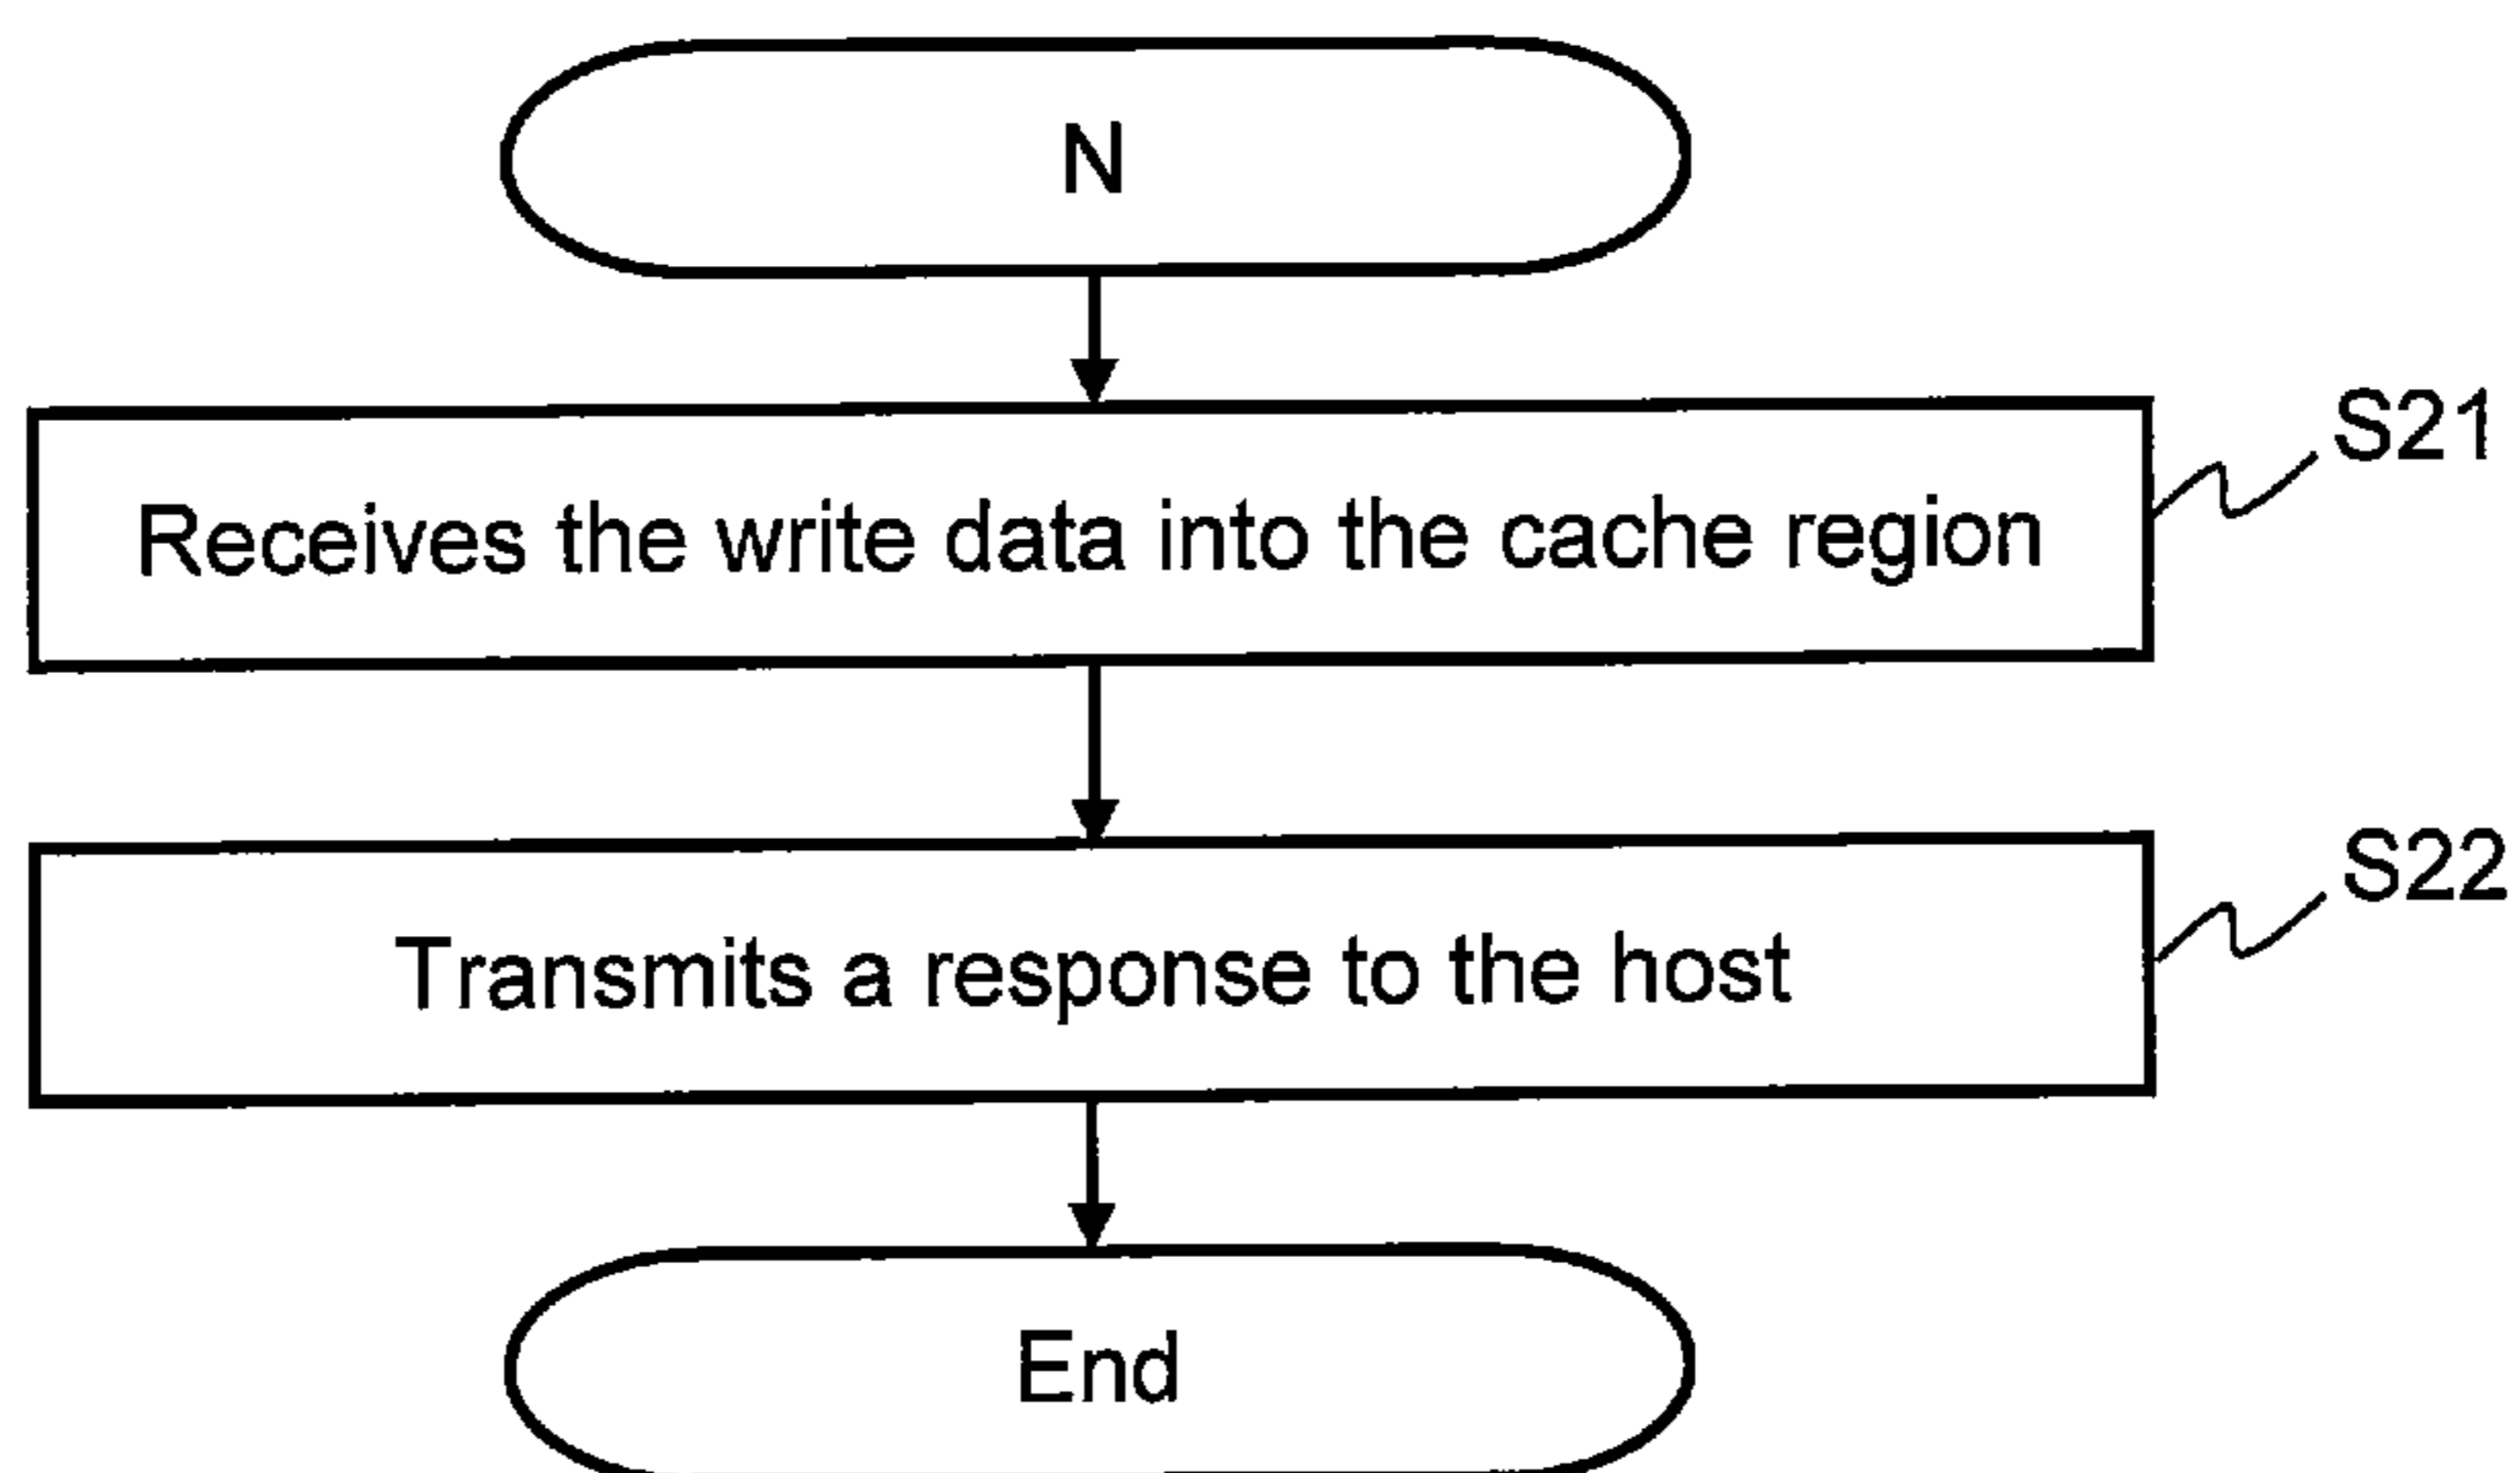 N
S21
Receives the write data into the cache region
S22
Transmits a response to the host
End